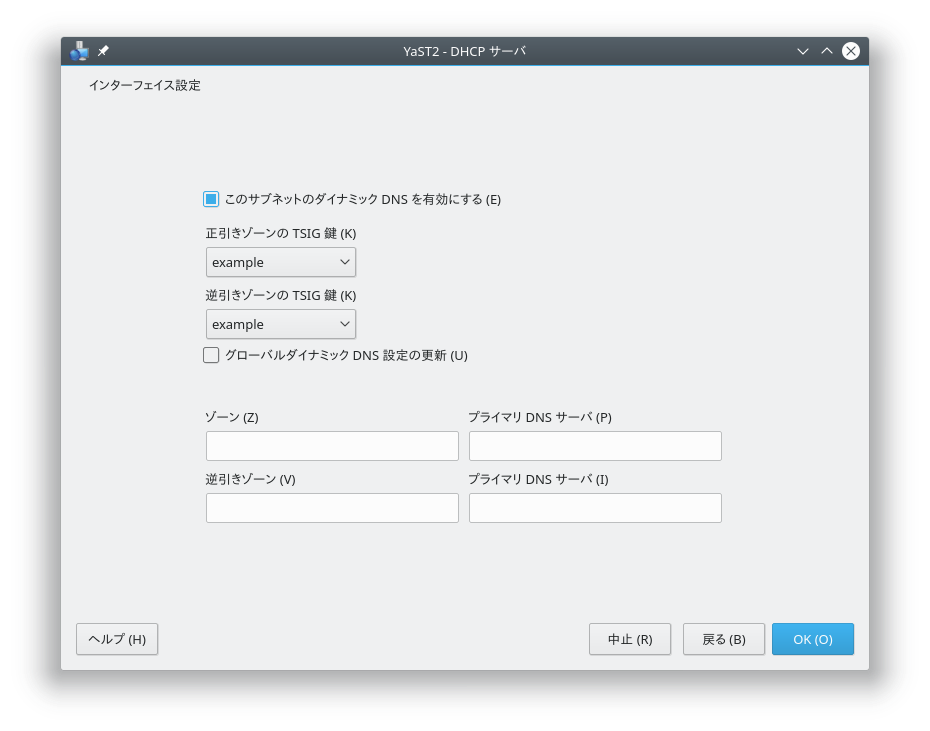 YaST2 - DHCP サーバ
インターフェイス設定
このサブネットのダイナミック DNS を有効にする (E)
正引きゾーンの TSIG 鍵 (K)
example
逆引きゾーンの TSIG 鍵 (K)
example
グローバルダイナミック DNS 設定の更新 (U)
ゾーン (Z) プライマリ DNS サーバ (P)
逆引きゾーン (V) プライマリ DNS サーバ (I)
ヘルプ (H) 中止 (R) 戻る (B) OK (O)